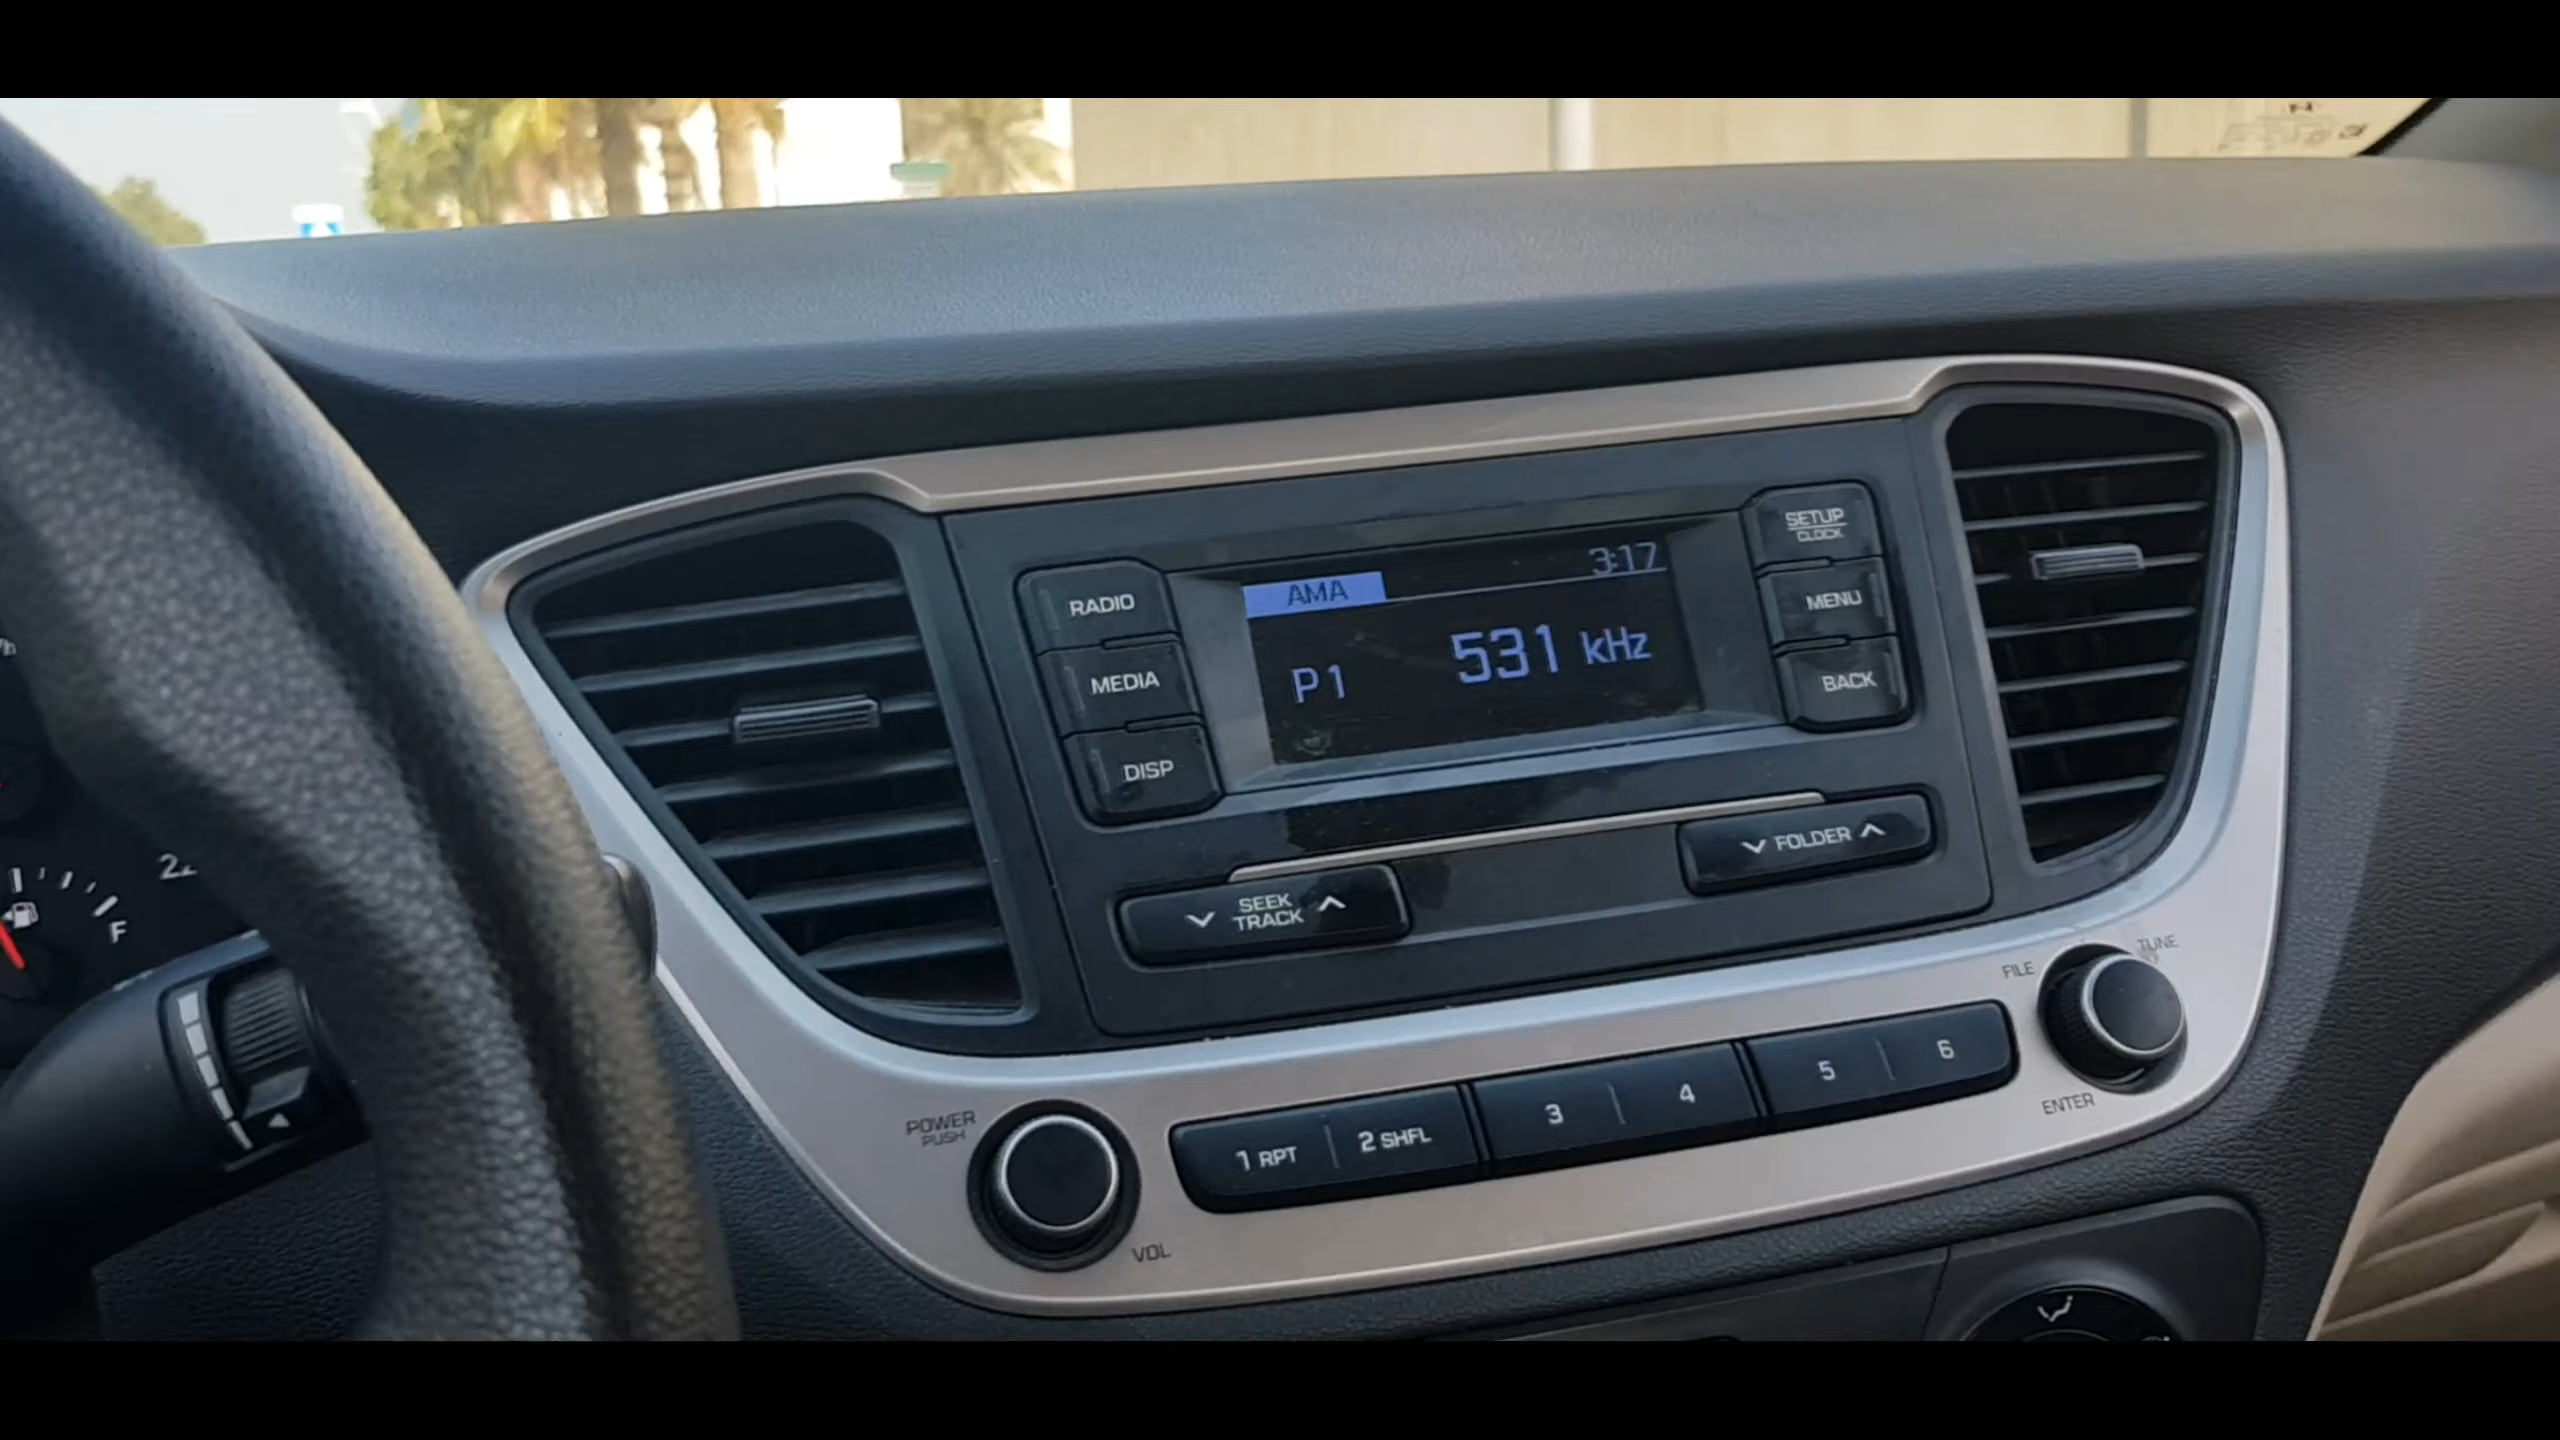 SETUP
CLOCK
3:17
AMA
RADIO
MENU
531 kHz
P1
MEDIA
BACK
DISP
FOLDER
22
SEEK
TRACK
F
TUNE
FILE
6
5
4
3
ENTER
POWER
PUSH
2 SHFL
1 RPT
VOL